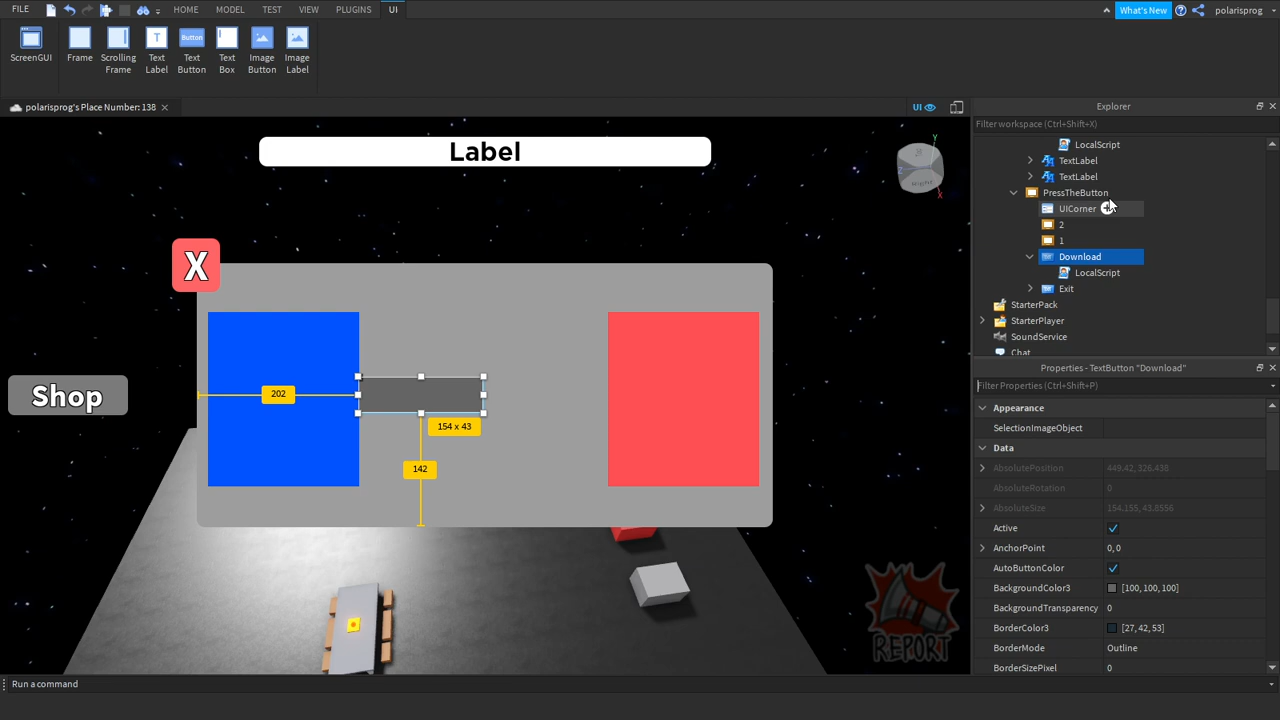 FILE
HOME
MODEL
TEST
VIEW
PLUGINS
UI
What's New
polarisprog
ScreenGUI
Frame
Scrolling
Frame
Text
Label
Button
Text
Button
Text
Box
Image
Button
Image
Label
T
polarisprog's Place Number: 138
UI
Explorer
Filter workspace (Ctrl+Shift+X)
LocalScript
TextLabel
TextLabel
PressTheButton
UICorner
2
1
Download
LocalScript
Exit
StarterPack
StarterPlayer
SoundService
Chat
Label
X
Shop
202
154 x 43
142
REPORT
Y
Z
X
Properties - TextButton "Download"
Filter Properties (Ctrl+Shift+P)
Appearance
SelectionImageObject
Data
AbsolutePosition 449.42, 326.438
AbsoluteRotation 0
AbsoluteSize 154.155, 43.8556
Active
AnchorPoint 0, 0
AutoButtonColor
BackgroundColor3 [100, 100, 100]
BackgroundTransparency 0
BorderColor3 [27, 42, 53]
BorderMode Outline
BorderSizePixel 0
Run a command